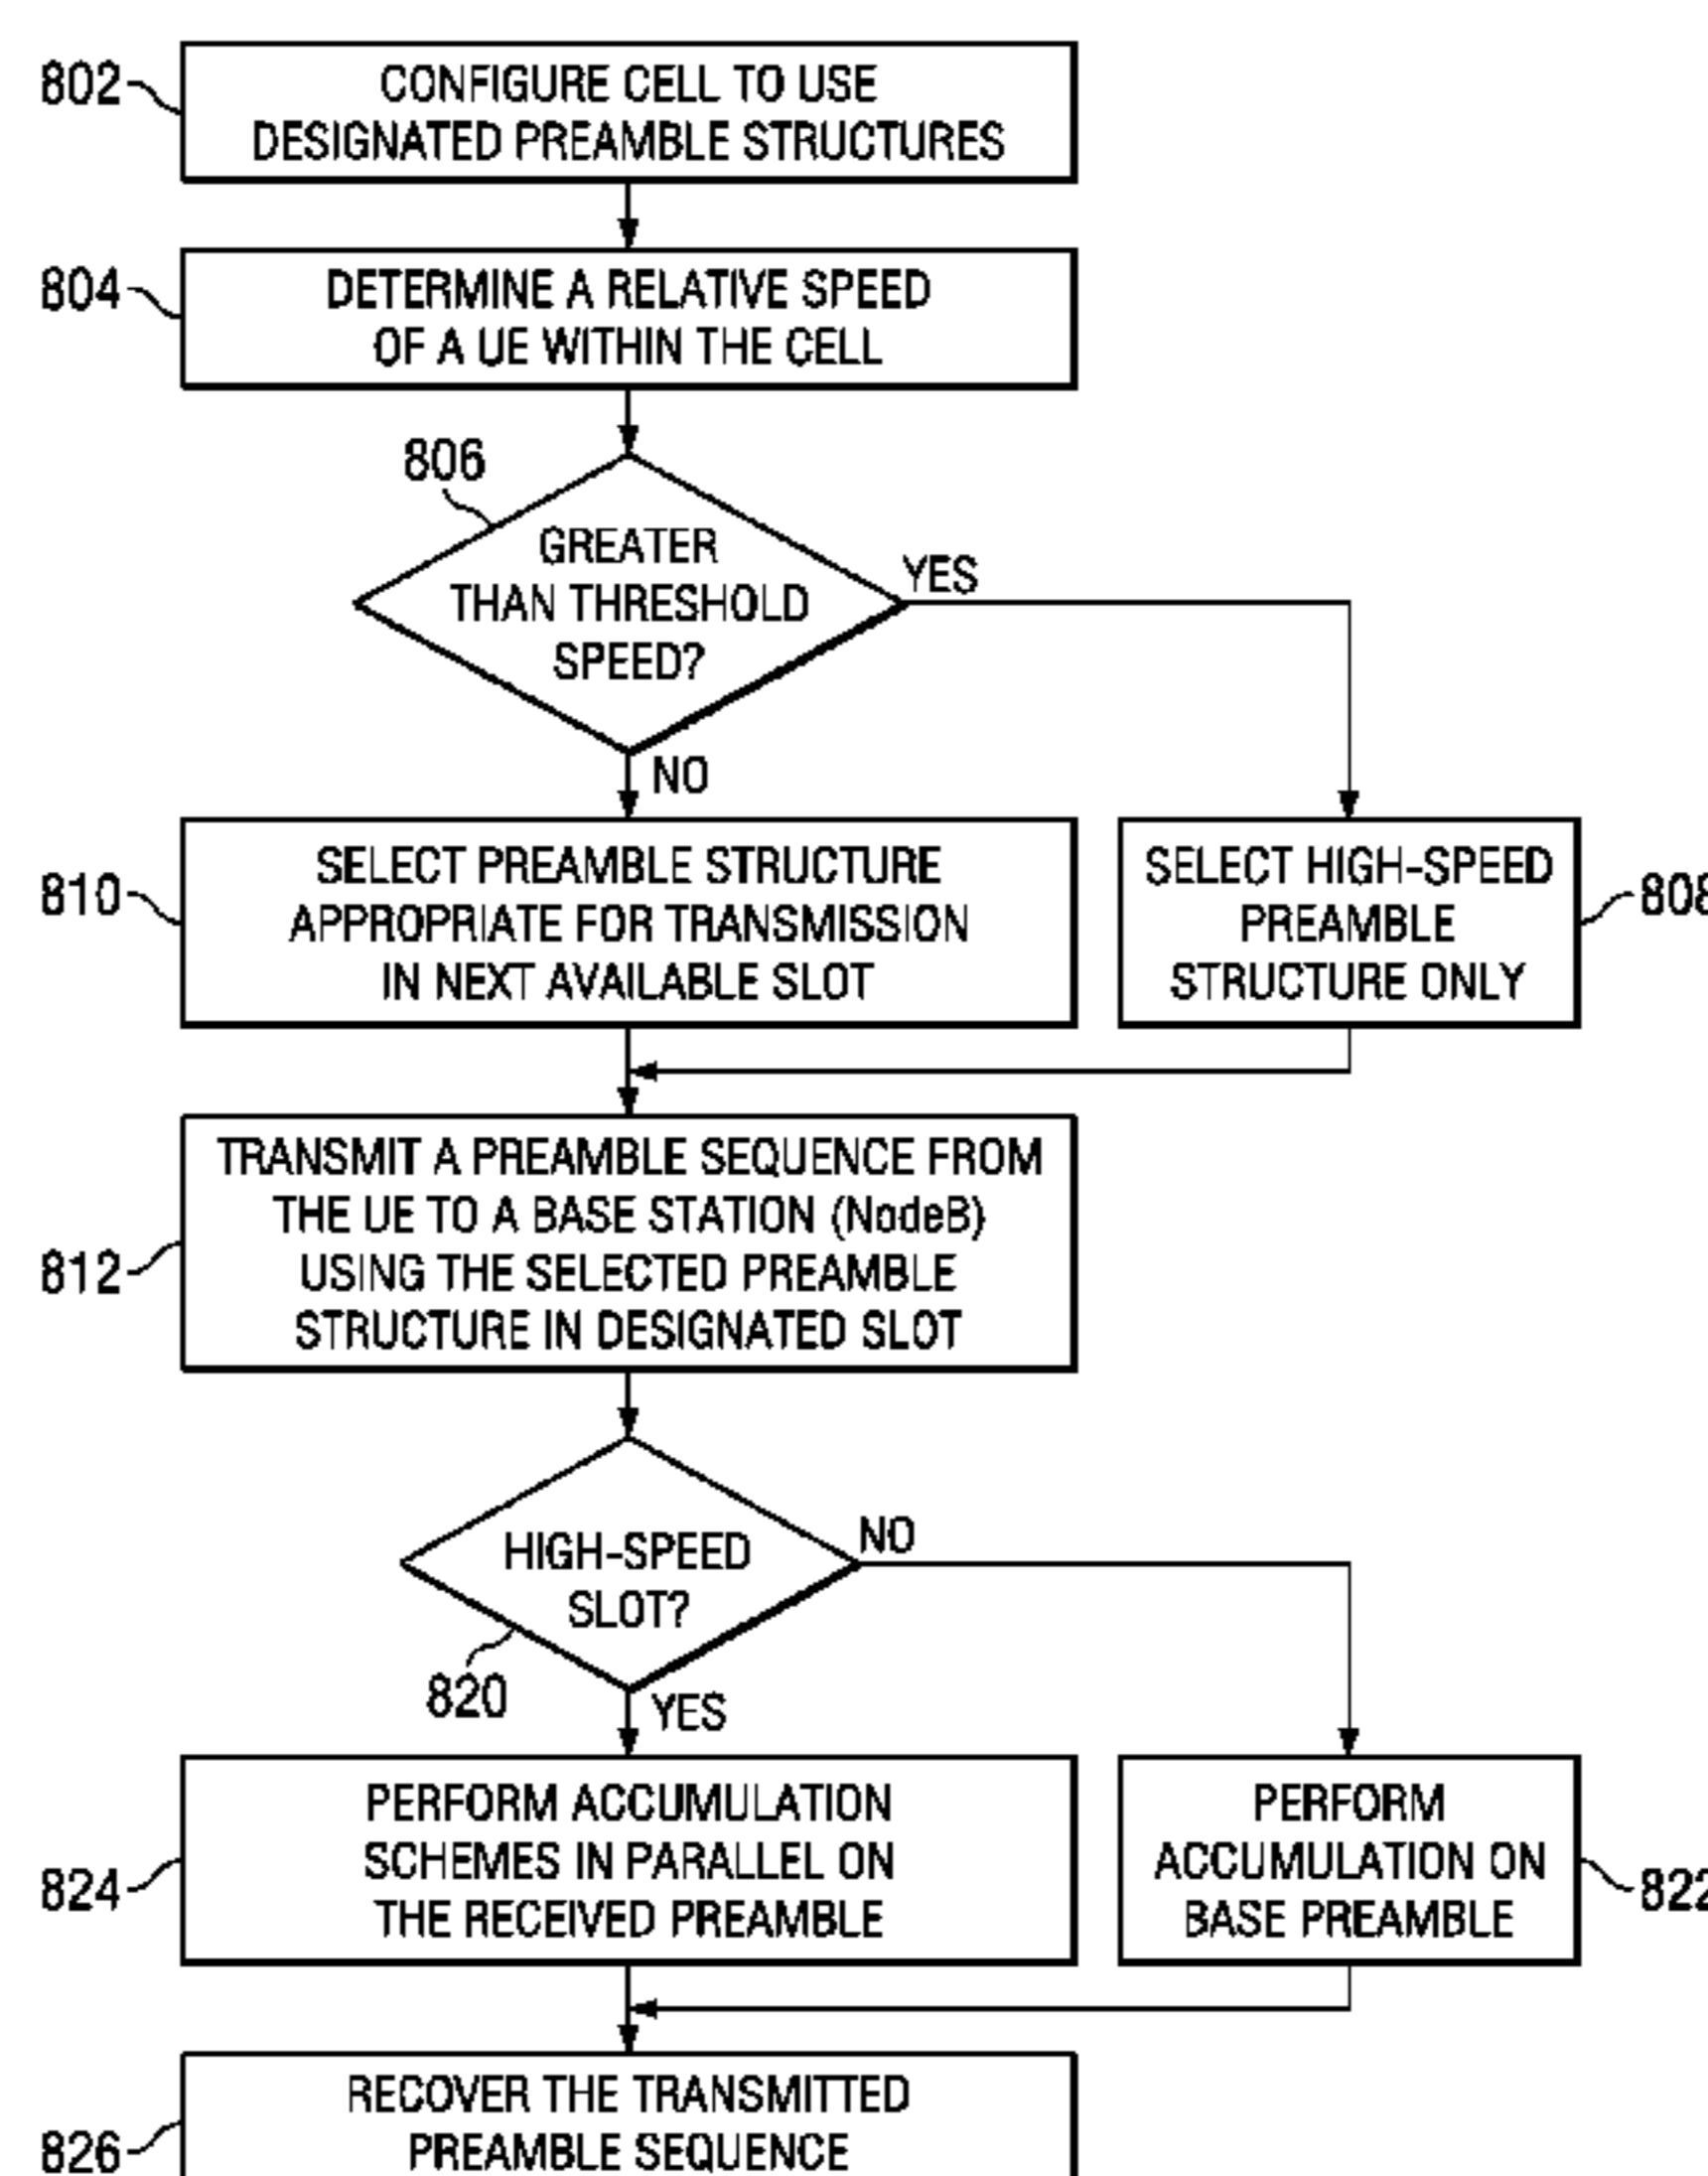 802
CONFIGURE CELL TO USE
DESIGNATED PREAMBLE STRUCTURES
804
DETERMINE A RELATIVE SPEED
OF A UE WITHIN THE CELL
806
GREATER
THAN THRESHOLD
SPEED?
YES
NO
810
SELECT PREAMBLE STRUCTURE
APPROPRIATE FOR TRANSMISSION
IN NEXT AVAILABLE SLOT
SELECT HIGH-SPEED
PREAMBLE
STRUCTURE ONLY
808
812
TRANSMIT A PREAMBLE SEQUENCE FROM
THE UE TO A BASE STATION (NodeB)
USING THE SELECTED PREAMBLE
STRUCTURE IN DESIGNATED SLOT
HIGH-SPEED
SLOT?
NO
820
YES
824
PERFORM ACCUMULATION
SCHEMES IN PARALLEL ON
THE RECEIVED PREAMBLE
PERFORM
ACCUMULATION ON
BASE PREAMBLE
822
826
RECOVER THE TRANSMITTED
PREAMBLE SEQUENCE